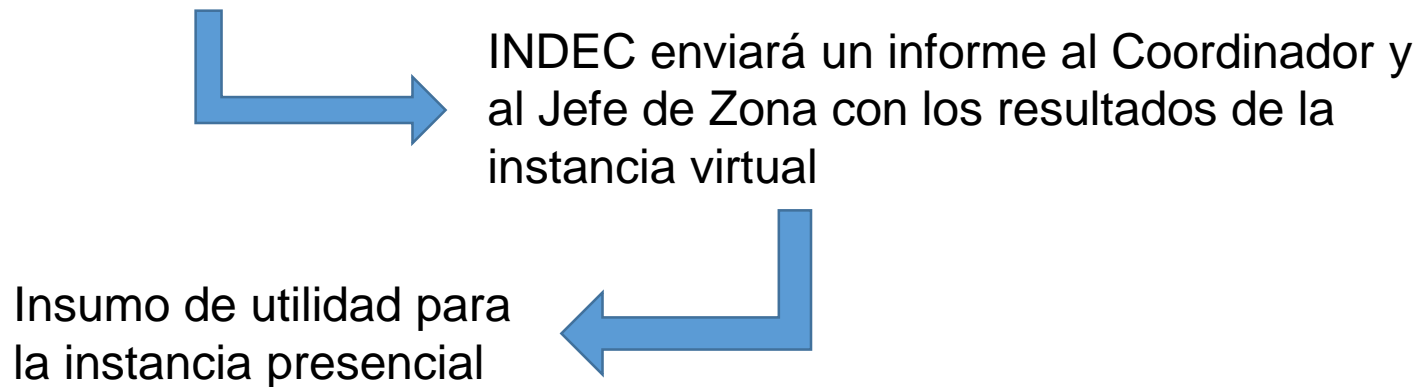 INDEC enviará un informe al Coordinador y
al Jefe de Zona con los resultados de la
instancia virtual
Insumo de utilidad para
la instancia presencial